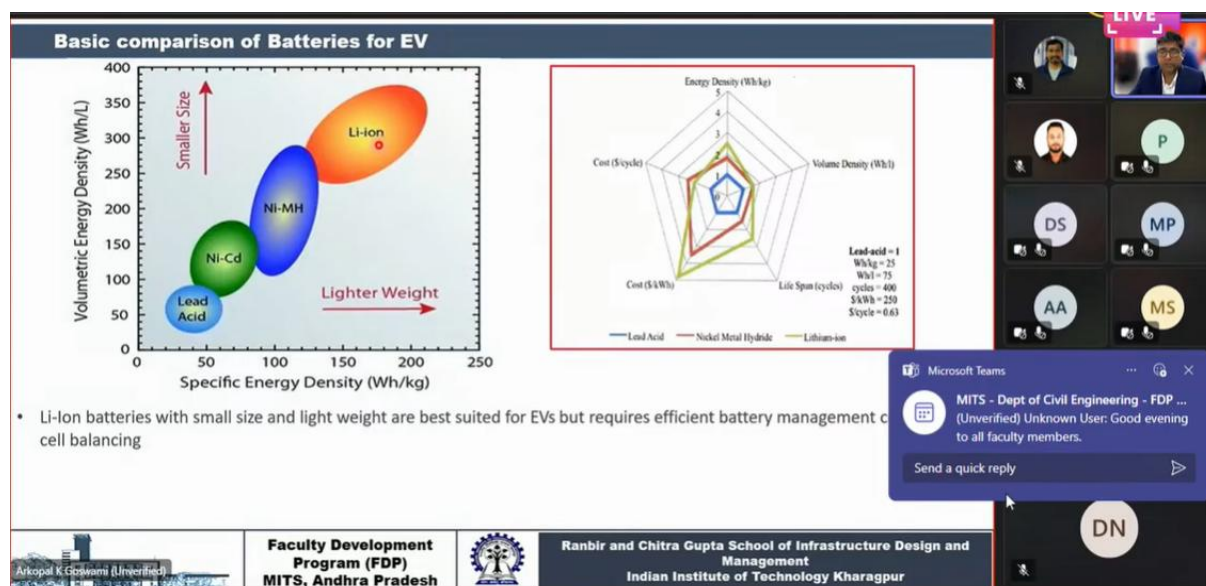 LIVE
Basic comparison of Batteries for EV
400
350
300
250
200
150
100
50
0
Volumetric Energy Density (Wh/L)
Smaller Size
Li-ion
Ni-MH
Ni-Cd
Lead
Acid
Lighter Weight
0 50 100 150 200 250
Specific Energy Density (Wh/kg)
Energy Density (Wh/kg)
5
4
3
2
1
0
Cost ($/cycle)
Volume Density (Wh/l)
Cost ($/kWh)
Life Span (cycles)
Lead-acid = 1
Wh/kg = 25
Wh/l = 75
cycles = 400
$/kWh = 250
$/cycle = 0.63
Lead Acid Nickel Metal Hydride Lithium-ion
• Li-Ion batteries with small size and light weight are best suited for EVs but requires efficient battery management
cell balancing
P
DS
MP
AA
MS
Microsoft Teams
MITS - Dept of Civil Engineering - FDP ...
(Unverified) Unknown User: Good evening
to all faculty members.
Send a quick reply
DN
Arkopal K Goswami (Unverified)
Faculty Development
Program (FDP)
MITS, Andhra Pradesh
Ranbir and Chitra Gupta School of Infrastructure Design and
Management
Indian Institute of Technology Kharagpur